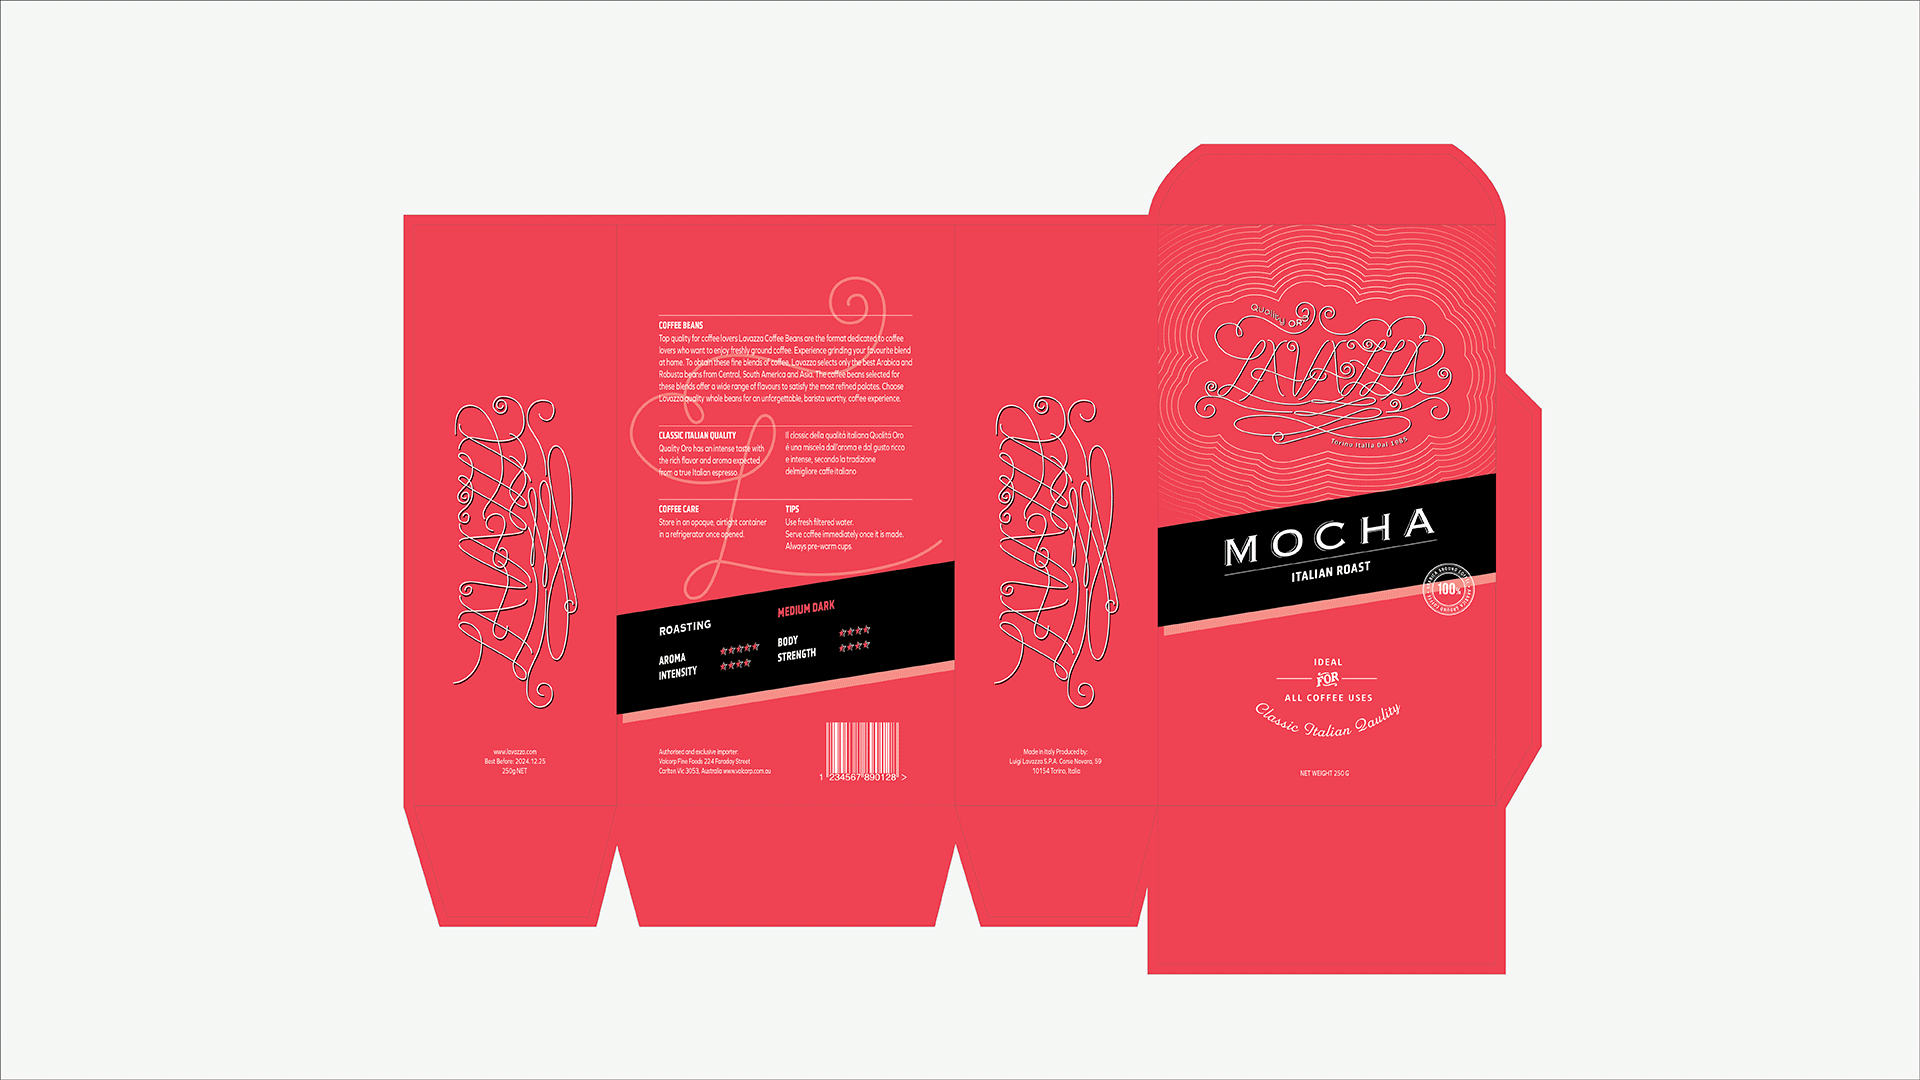 LAVAZZA
www.lavazza.com
Best Before: 2024.12.25
250g NET
COFFEE BEANS
Top quality for coffee lovers Lavazza Coffee Beans are the format dedicated to coffee
lovers who want to enjoy freshly ground coffee. Experience grinding your favourite blend
at home. To obtain these fine blends of coffee, Lavazza selects only the best Arabica and
Robusta beans from Central, South America and Asia. The coffee beans selected for
these blends offer a wide range of flavours to satisfy the most refined palates. Choose
Lavazza quality whole beans for an unforgettable, barista worthy, coffee experience.
CLASSIC ITALIAN QUALITY
Quality Oro has an intense taste with
the rich flavor and aroma expected
from a true Italian espresso
Il classic della qualità italiana Qualità Oro
é una miscela dall'aroma e dal gusto ricco
e intense, secondo la tradizione
delmigliore caffe italiano
COFFEE CARE
Store in an opaque, airtight container
in a refrigerator once opened.
TIPS
Use fresh filtered water.
Serve coffee immediately once it is made.
Always pre-warm cups.
L
ROASTING
MEDIUM DARK
AROMA
INTENSITY
BODY
STRENGTH
Authorised and exclusive importer:
Valcorp Fine Foods 224 Faraday Street
Carlton Vic 3053, Australia www.valcorp.com.au
1 234567 890128 >
LAVAZZA
Made in Italy Produced by:
Luigi Lavazza S.P.A. Corse Novara, 59
10154 Torino, Italia
Quality OR
LAVAZZA
Torino Italia Dal 1985
MOCHA
ITALIAN ROAST
100%
IDEAL
FOR
ALL COFFEE USES
Classic Italian Qaulity
NET WEIGHT 250 G